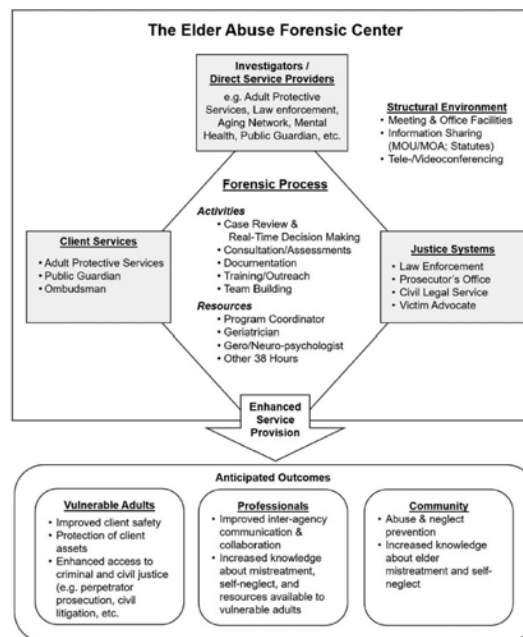 The Elder Abuse Forensic Center
Investigators /
Direct Service Providers
e.g. Adult Protective
Services, Law enforcement,
Aging Network, Mental
Health, Public Guardian, etc.
Structural Environment
• Meeting & Office Facilities
• Information Sharing
(MOU/MOA; Statutes)
• Tele-/Videoconferencing
Forensic Process
Activities
• Case Review &
Real-Time Decision Making
• Consultation/Assessments
• Documentation
• Training/Outreach
• Team Building
Resources
• Program Coordinator
• Geriatrician
• Gero/Neuro-psychologist
• Other 38 Hours
Client Services
• Adult Protective Services
• Public Guardian
• Ombudsman
Justice Systems
• Law Enforcement
• Prosecutor's Office
• Civil Legal Service
• Victim Advocate
Enhanced
Service
Provision
Anticipated Outcomes
Vulnerable Adults
• Improved client safety
• Protection of client
assets
• Enhanced access to
criminal and civil justice
(e.g. perpetrator
prosecution, civil
litigation, etc.
Professionals
• Improved inter-agency
communication &
collaboration
• Increased knowledge
about mistreatment,
self-neglect, and
resources available to
vulnerable adults
Community
• Abuse & neglect
prevention
• Increased knowledge
about elder
mistreatment and self-
neglect